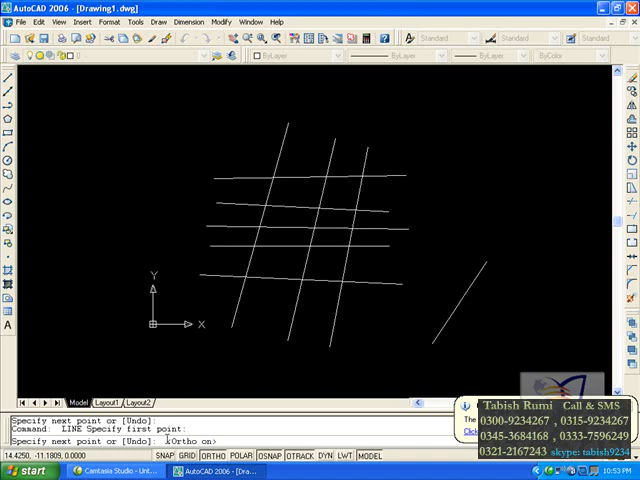 AutoCAD 2006 - [Drawing1.dwg]
File Edit View Insert Format Tools Draw Dimension Modify Window Help
Standard Standard Standard
0 ByLayer ByLayer ByLayer ByColor
Y
X
Model Layout1 Layout2
Specify next point or [Undo]:
Command: LINE Specify first point:
Specify next point or [Undo]: <Ortho on>
14.4250, -11.1809, 0.0000 SNAP GRID ORTHO POLAR OSNAP OTRACK DYN LWT MODEL
The
Click
Tabish Rumi Call & SMS
0300-9234267 , 0315-9234267
0345-3684168 , 0333-7596249
0321-2167243 skype: tabish9234
start Camtasia Studio - Unt... AutoCAD 2006 - [Dra... 10:53 PM